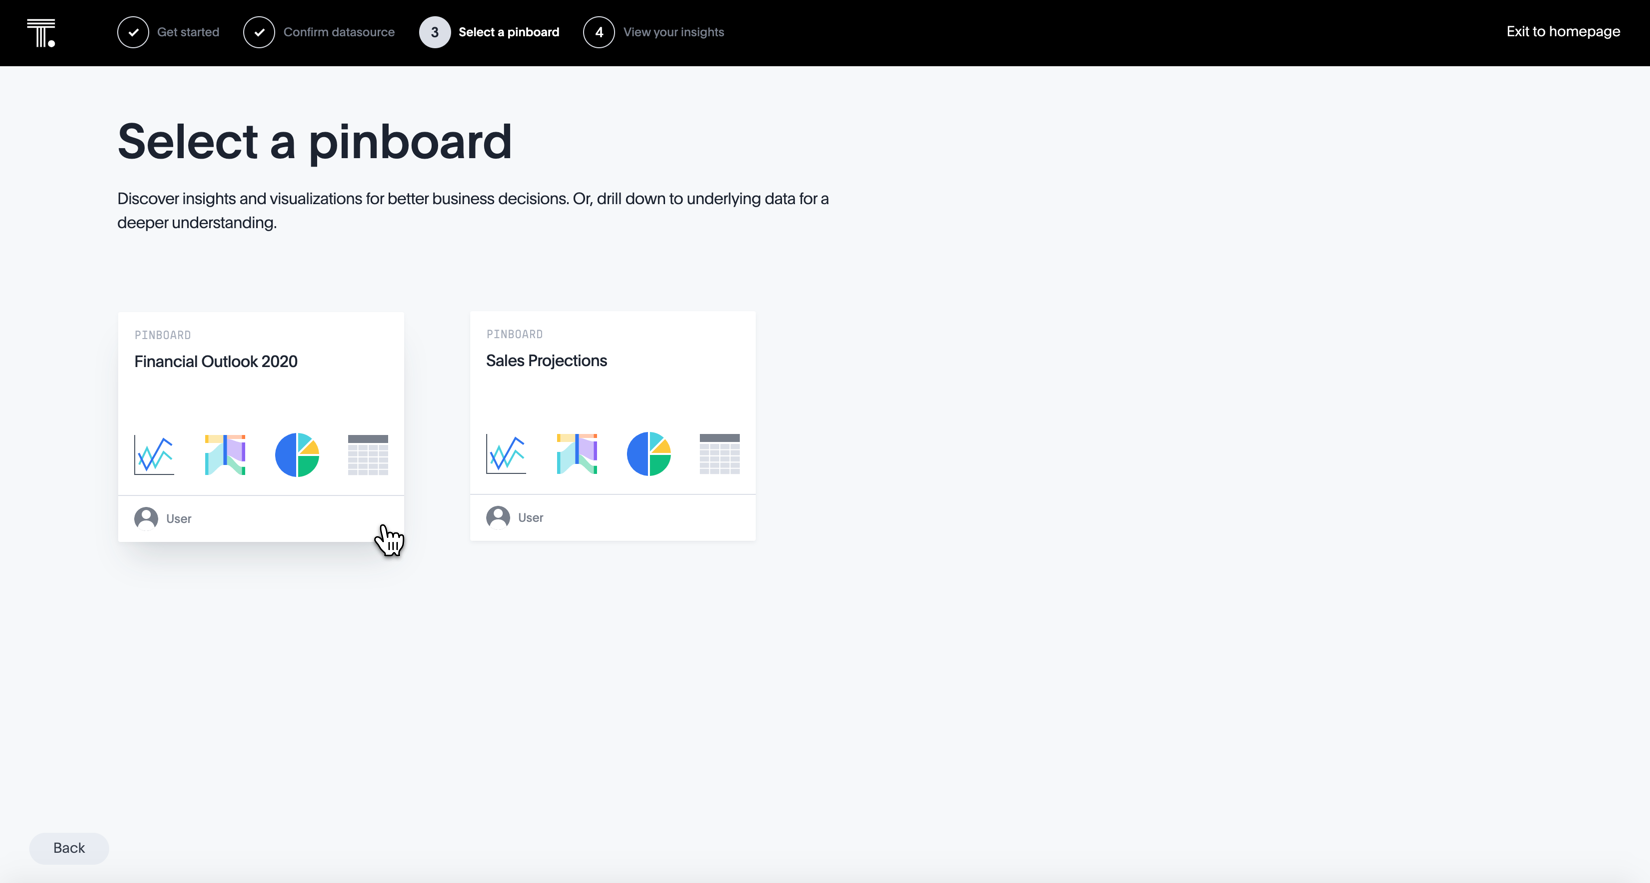 T.
Get started
Confirm datasource
3
Select a pinboard
4
View your insights
Exit to homepage
Select a pinboard
Discover insights and visualizations for better business decisions. Or, drill down to underlying data for a
deeper understanding.
PINBOARD
Financial Outlook 2020
User
PINBOARD
Sales Projections
User
Back